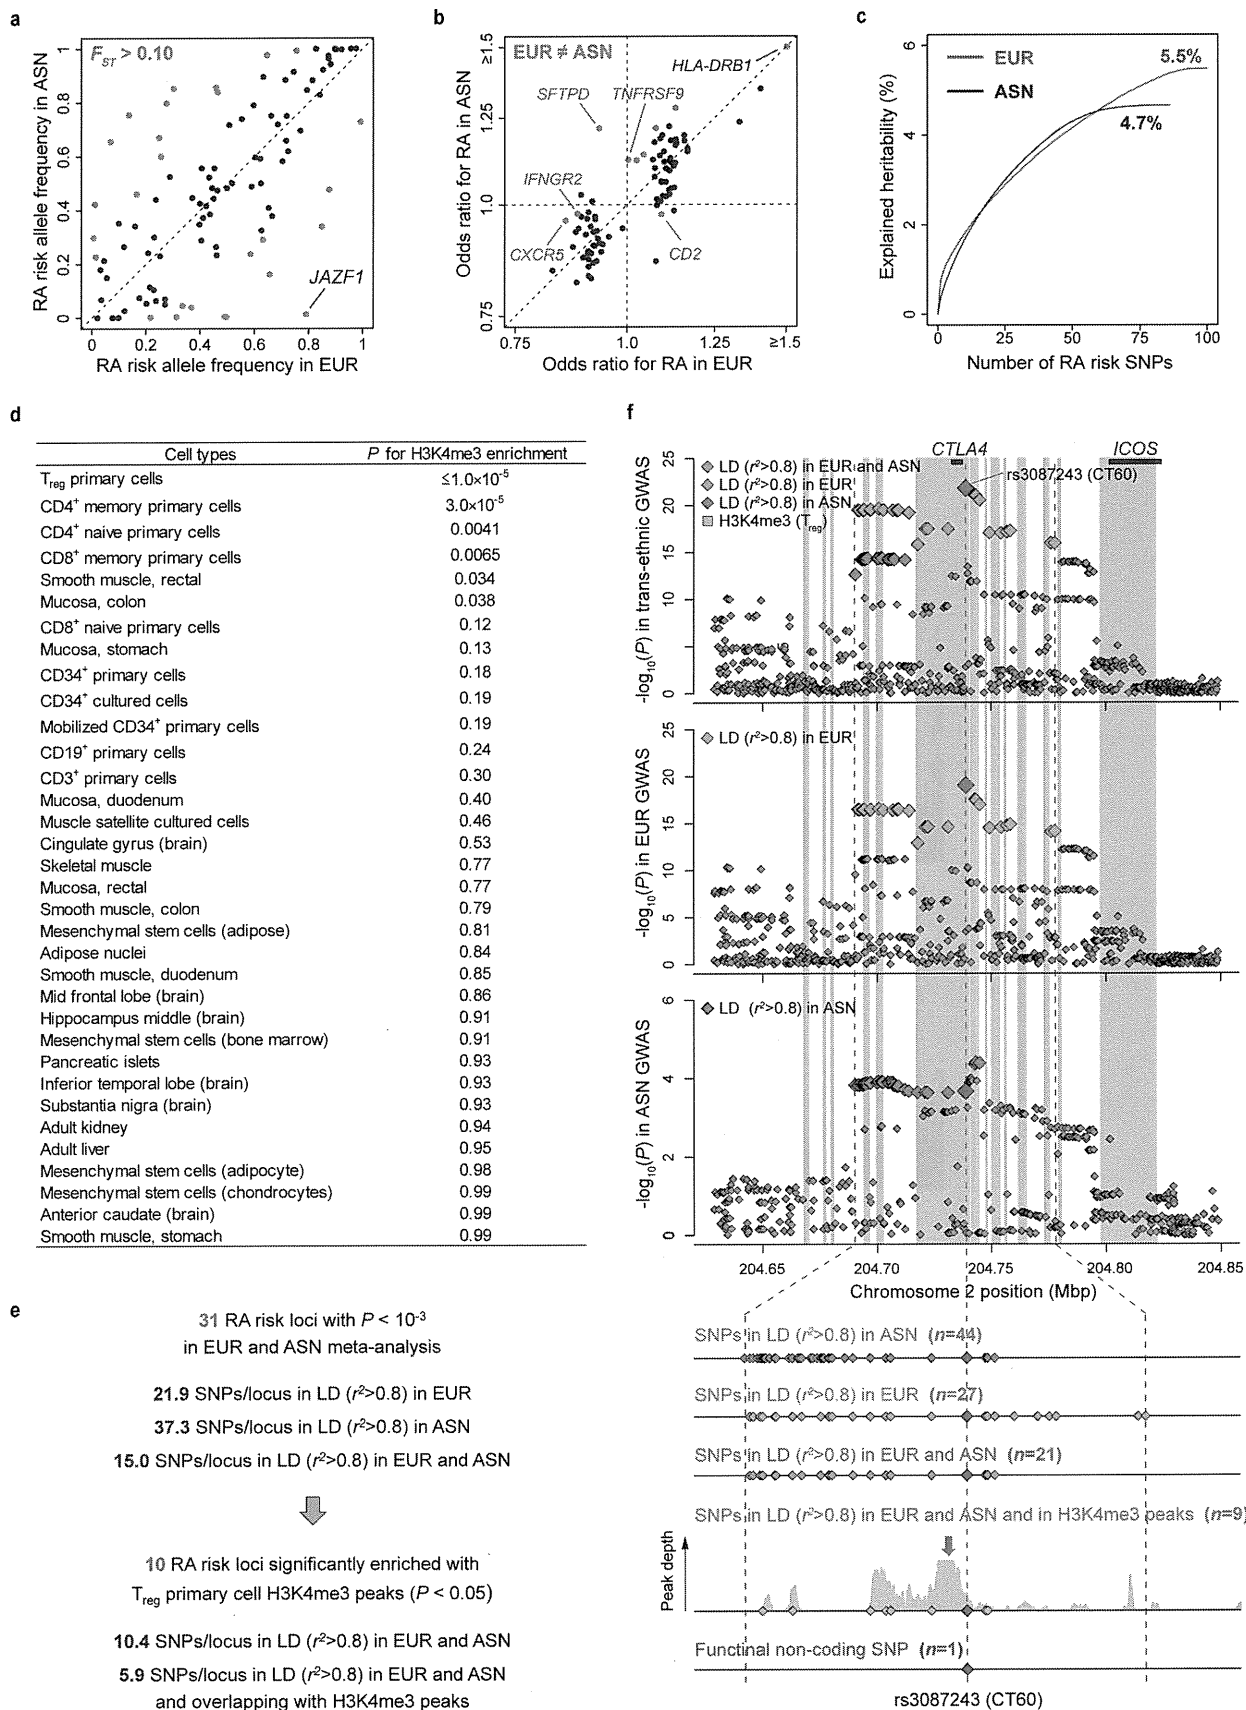 a
F_ST > 0.10
JAZF1
RA risk allele frequency in ASN
0 0.2 0.4 0.6 0.8 1
0 0.2 0.4 0.6 0.8 1
RA risk allele frequency in EUR
b
EUR ≠ ASN
HLA-DRB1
SFTPD
TNFRSF9
IFNGR2
CXCR5
CD2
Odds ratio for RA in ASN
0.75 1.0 1.25 ≥1.5
0.75 1.0 1.25 ≥1.5
Odds ratio for RA in EUR
c
EUR
ASN
5.5%
4.7%
Explained heritability (%)
0 2 4 6
0 25 50 75 100
Number of RA risk SNPs
d
Cell types P for H3K4me3 enrichment
T_reg primary cells ≤1.0×10⁻⁵
CD4⁺ memory primary cells 3.0×10⁻⁵
CD4⁺ naive primary cells 0.0041
CD8⁺ memory primary cells 0.0065
Smooth muscle, rectal 0.034
Mucosa, colon 0.038
CD8⁺ naive primary cells 0.12
Mucosa, stomach 0.13
CD34⁺ primary cells 0.18
CD34⁺ cultured cells 0.19
Mobilized CD34⁺ primary cells 0.19
CD19⁺ primary cells 0.24
CD3⁺ primary cells 0.30
Mucosa, duodenum 0.40
Muscle satellite cultured cells 0.46
Cingulate gyrus (brain) 0.53
Skeletal muscle 0.77
Mucosa, rectal 0.77
Smooth muscle, colon 0.79
Mesenchymal stem cells (adipose) 0.81
Adipose nuclei 0.84
Smooth muscle, duodenum 0.85
Mid frontal lobe (brain) 0.86
Hippocampus middle (brain) 0.91
Mesenchymal stem cells (bone marrow) 0.91
Pancreatic islets 0.93
Inferior temporal lobe (brain) 0.93
Substantia nigra (brain) 0.93
Adult kidney 0.94
Adult liver 0.95
Mesenchymal stem cells (adipocyte) 0.98
Mesenchymal stem cells (chondrocytes) 0.99
Anterior caudate (brain) 0.99
Smooth muscle, stomach 0.99
e
31 RA risk loci with P < 10⁻³
in EUR and ASN meta-analysis
21.9 SNPs/locus in LD (r²>0.8) in EUR
37.3 SNPs/locus in LD (r²>0.8) in ASN
15.0 SNPs/locus in LD (r²>0.8) in EUR and ASN
10 RA risk loci significantly enriched with
T_reg primary cell H3K4me3 peaks (P < 0.05)
10.4 SNPs/locus in LD (r²>0.8) in EUR and ASN
5.9 SNPs/locus in LD (r²>0.8) in EUR and ASN
and overlapping with H3K4me3 peaks
f
CTLA4 ICOS
LD (r²>0.8) in EUR and ASN
LD (r²>0.8) in EUR
LD (r²>0.8) in ASN
H3K4me3 (T_reg)
rs3087243 (CT60)
-log₁₀(P) in trans-ethnic GWAS
0 10 15 20 25
LD (r²>0.8) in EUR
-log₁₀(P) in EUR GWAS
0 5 10 15 20 25
LD (r²>0.8) in ASN
-log₁₀(P) in ASN GWAS
0 2 4 6
204.65 204.70 204.75 204.80 204.85
Chromosome 2 position (Mbp)
SNPs in LD (r²>0.8) in ASN (n=44)
SNPs in LD (r²>0.8) in EUR (n=27)
SNPs in LD (r²>0.8) in EUR and ASN (n=21)
SNPs in LD (r²>0.8) in EUR and ASN and in H3K4me3 peaks (n=9)
Peak depth
Functinal non-coding SNP (n=1)
rs3087243 (CT60)